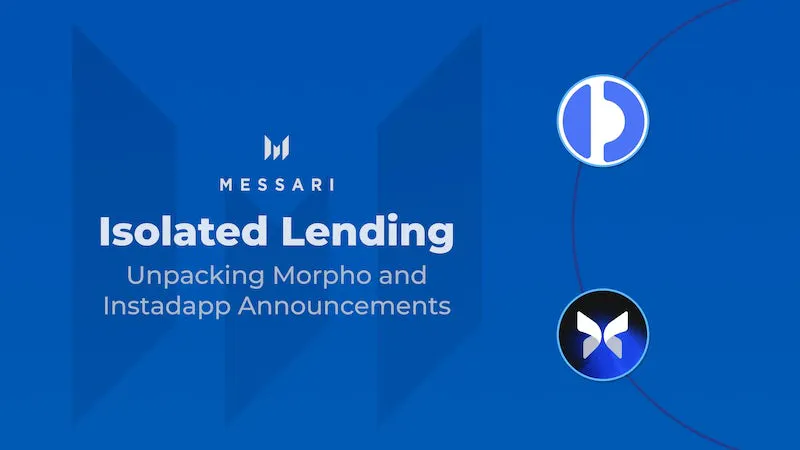 MESSARI
Isolated Lending
Unpacking Morpho and
Instadapp Announcements